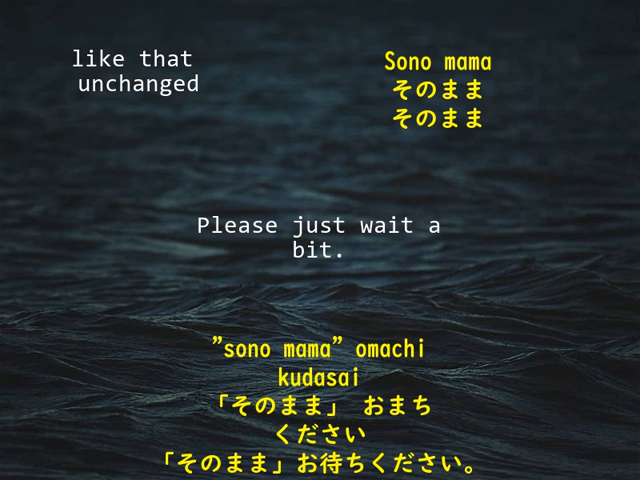 like that
unchanged
Sono mama
そのまま
そのまま
Please just wait a
bit.
”sono mama” omachi
kudasai
「そのまま」 おまち
ください
「そのまま」お待ちください。